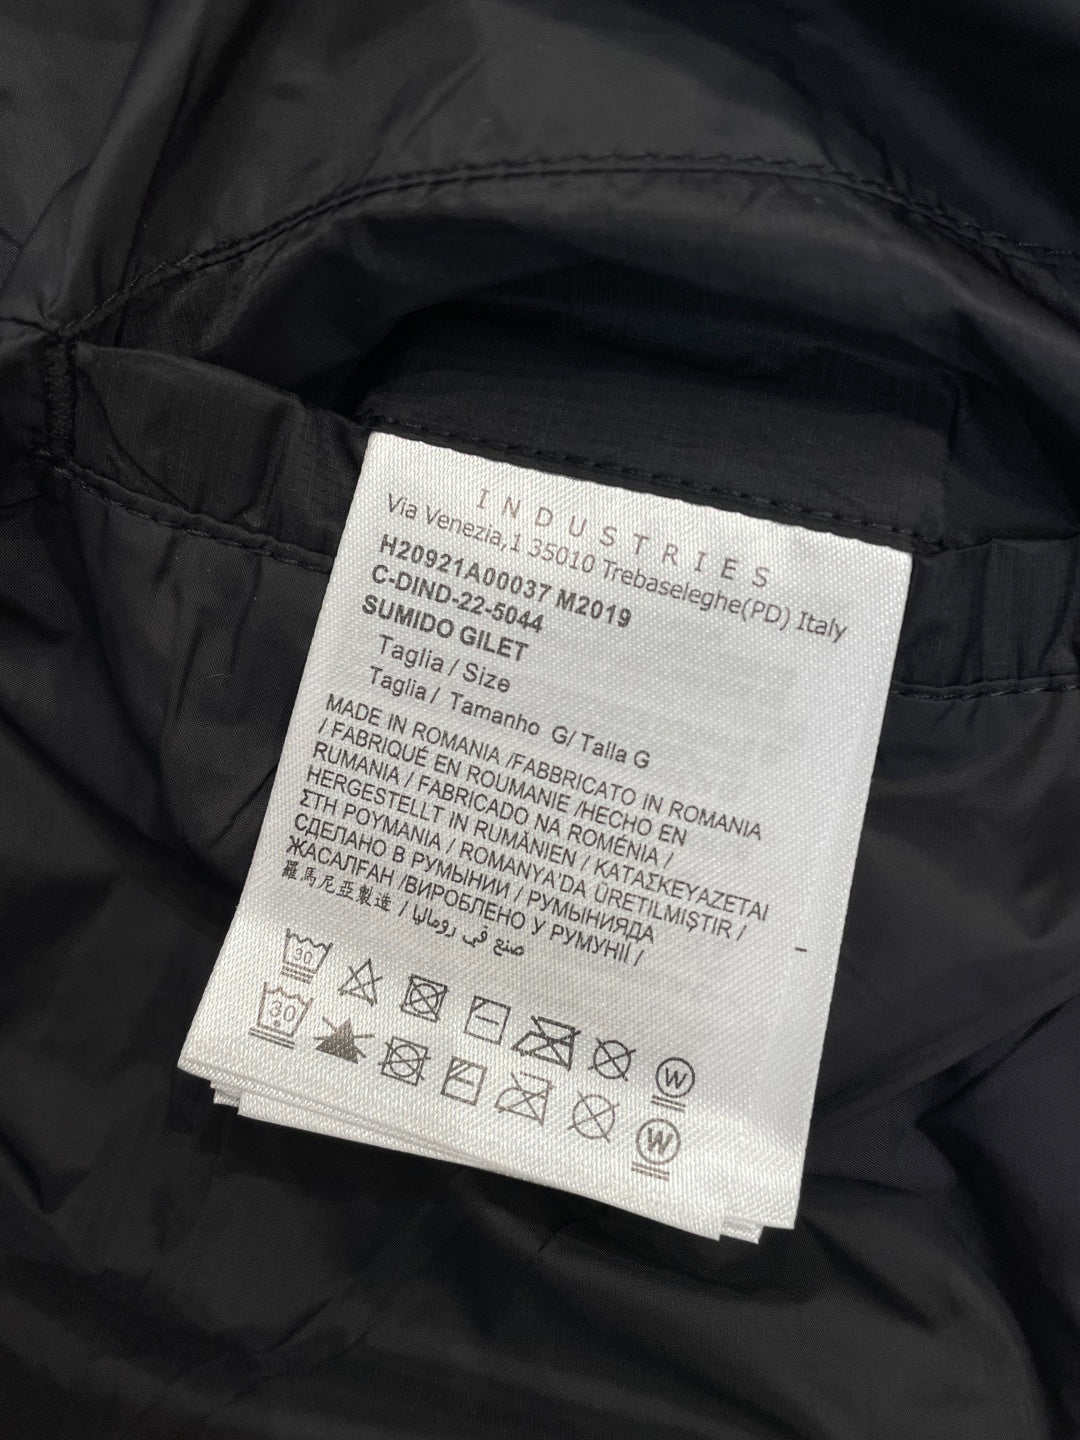 INDUSTRIES
Via Venezia,1 35010 Trebaseleghe(PD) Italy
H20921A00037 M2019
C-DIND-22-5044
SUMIDO GILET
Taglia / Size
Taglia / Tamanho G/ Talla G
MADE IN ROMANIA /FABBRICATO IN ROMANIA
/ FABRIQUÉ EN ROUMANIE /HECHO EN
RUMANIA / FABRICADO NA ROMÉNIA /
HERGESTELLT IN RUMÄNIEN / ΚΑΤΑΣΚΕΥΑΖΕΤΑΙ
ΣΤΗ ΡΟΥΜΑΝΙΑ / ROMANYA'DA ÜRETILMIŞTIR /
СДЕЛАНО В РУМЫНИИ / РУМЫНИЯДА
ЖАСАЛҒАН /ВИРОБЛЕНО У РУМУНІЇ /
羅馬尼亞製造 / صنع في رومانيا
30 W
30 W